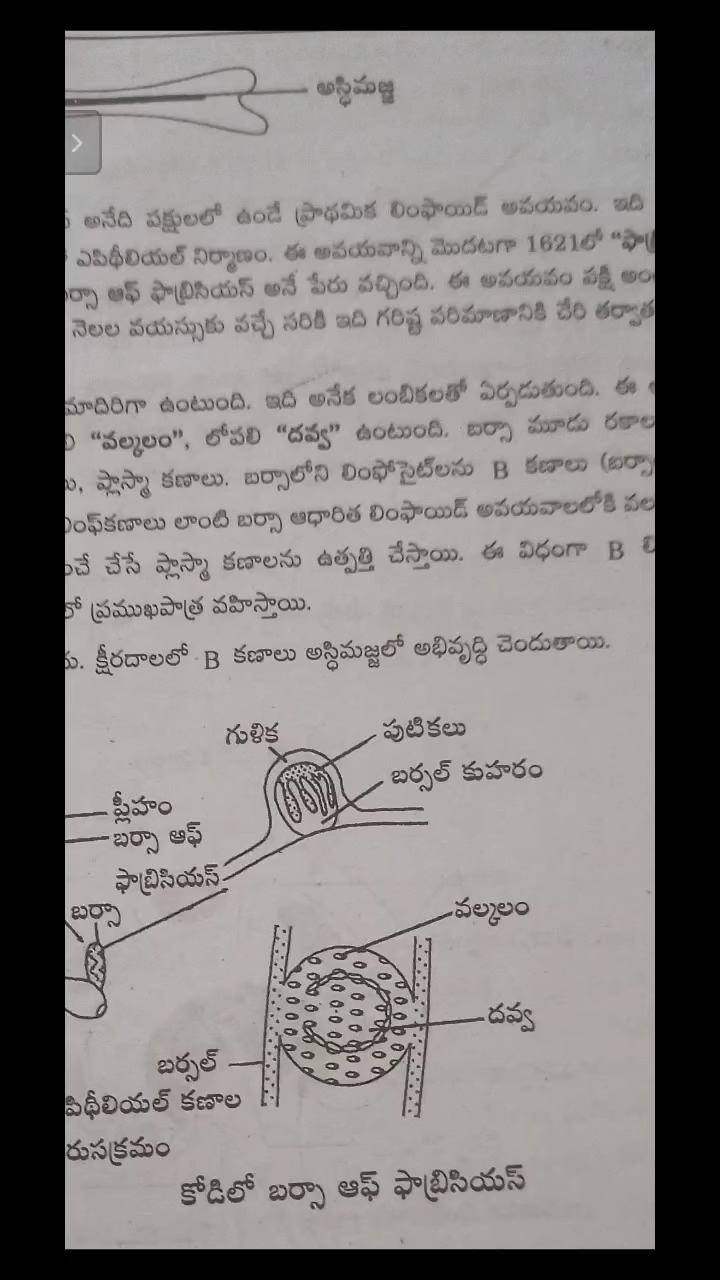 అస్థిమజ్జ
అనేది పక్షులలో ఉండే ప్రాథమిక లింఫాయిడ్ అవయవం. ఇది
ఎపిథీలియల్ నిర్మాణం. ఈ అవయవాన్ని మొదటగా 1621లో
ర్సా ఆఫ్ ఫాబ్రిసియస్ అనే పేరు వచ్చింది. ఈ అవయవం పక్షి అం
నెలల వయస్సుకు వచ్చే సరికి ఇది గరిష్ట పరిమాణానికి చేరి తర్వాత
మాదిరిగా ఉంటుంది. ఇది అనేక లంబికలతో ఏర్పడుతుంది. ఈ
“వల్కలం”, లోపలి “దవ్వ” ఉంటుంది. బర్సా మూడు రకాల
ు, ప్లాస్మా కణాలు. బర్సాలోని లింఫోసైట్‌లను B కణాలు (బర్సా
ింఫ్‌కణాలు లాంటి బర్సా ఆధారిత లింఫాయిడ్ అవయవాలలోకి వల
ంచే చేసే ప్లాస్మా కణాలను ఉత్పత్తి చేస్తాయి. ఈ విధంగా B
లో ప్రముఖపాత్ర వహిస్తాయి.
ు. క్షీరదాలలో B కణాలు అస్థిమజ్జలో అభివృద్ధి చెందుతాయి.
గుళిక
పుటికలు
బర్సల్ కుహరం
ప్లీహం
బర్సా ఆఫ్
ఫాబ్రిసియస్
బర్సా
వల్కలం
దవ్వ
బర్సల్
పిథీలియల్ కణాల
రుసక్రమం
కోడిలో బర్సా ఆఫ్ ఫాబ్రిసియస్